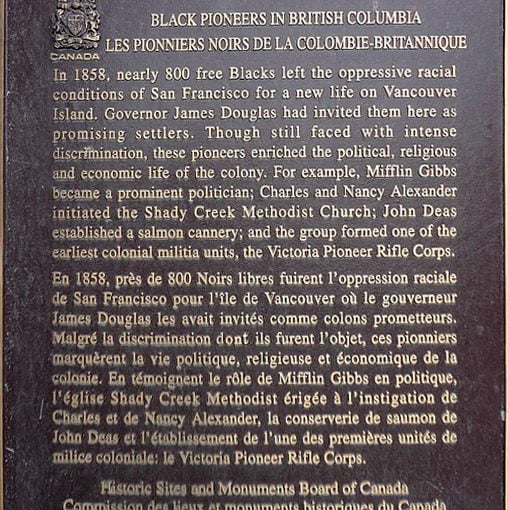 CANADA
BLACK PIONEERS IN BRITISH COLUMBIA
LES PIONNIERS NOIRS DE LA COLOMBIE-BRITANNIQUE
In 1858, nearly 800 free Blacks left the oppressive racial
conditions of San Francisco for a new life on Vancouver
Island. Governor James Douglas had invited them here as
promising settlers. Though still faced with intense
discrimination, these pioneers enriched the political, religious
and economic life of the colony. For example, Mifflin Gibbs
became a prominent politician; Charles and Nancy Alexander
initiated the Shady Creek Methodist Church; John Deas
established a salmon cannery; and the group formed one of the
earliest colonial militia units, the Victoria Pioneer Rifle Corps.
En 1858, près de 800 Noirs libres fuirent l'oppression raciale
de San Francisco pour l'île de Vancouver où le gouverneur
James Douglas les avait invités comme colons prometteurs.
Malgré la discrimination dont ils furent l'objet, ces pionniers
marquèrent la vie politique, religieuse et économique de la
colonie. En témoignent le rôle de Mifflin Gibbs en politique,
l'église Shady Creek Methodist érigée à l'instigation de
Charles et de Nancy Alexander, la conserverie de saumon de
John Deas et l'établissement de l'une des premières unités de
milice coloniale: le Victoria Pioneer Rifle Corps.
Historic Sites and Monuments Board of Canada
Commission des lieux et monuments historiques du Canada